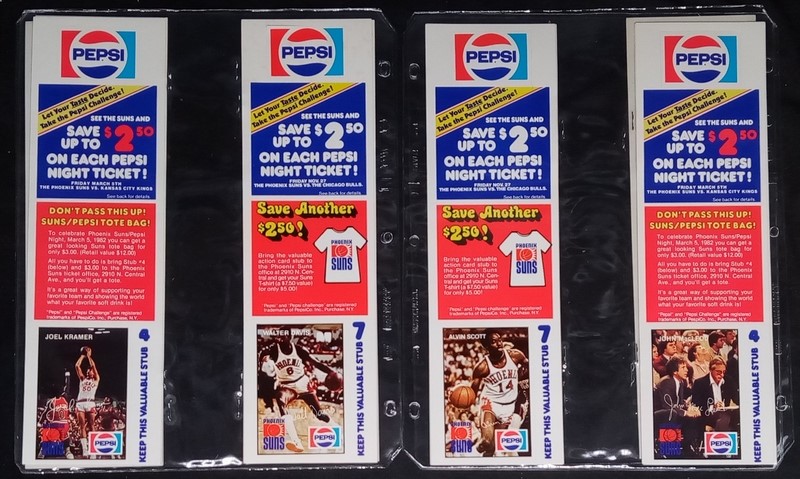 PEPSI
Let Your Taste Decide.
Take the Pepsi Challenge!
SEE THE SUNS AND
SAVE UP TO $2.50
ON EACH PEPSI
NIGHT TICKET!
FRIDAY MARCH 5TH
THE PHOENIX SUNS VS. KANSAS CITY KINGS
See back for details.
DON'T PASS THIS UP!
SUNS/PEPSI TOTE BAG!
To celebrate Phoenix Suns/Pepsi
Night, March 5, 1982 you can get a
great looking Suns tote bag for
only $3.00. (Retail value $12.00)
All you have to do is bring Stub #4
(below) and $3.00 to the Phoenix
Suns ticket office, 2910 N. Central
Ave., and you'll get a tote.
It's a great way of supporting your
favorite team and showing the world
what your favorite soft drink is!
"Pepsi" and "Pepsi challenge" are registered
trademarks of PepsiCo, Inc., Purchase, N.Y.
JOEL KRAMER
SUNS
PEPSI
KEEP THIS VALUABLE STUB 4
PEPSI
Let Your Taste Decide.
Take the Pepsi Challenge!
SEE THE SUNS AND
SAVE UP TO $2.50
ON EACH PEPSI
NIGHT TICKET!
FRIDAY NOV. 27
THE PHOENIX SUNS VS. THE CHICAGO BULLS.
See back for details.
Save Another
$2.50!
PHOENIX
SUNS
Bring the valuable
action card stub to
the Phoenix Suns
office at 2910 N. Cen-
tral and get your Suns
T-shirt (a $7.50 value)
for only $5.00!
"Pepsi" and "Pepsi challenge" are registered
trademarks of PepsiCo, Inc., Purchase, N.Y.
WALTER DAVIS
PHOENIX
SUNS
PEPSI
PEPSI
Let Your Taste Decide.
Take the Pepsi Challenge!
SEE THE SUNS AND
SAVE UP TO $2.50
ON EACH PEPSI
NIGHT TICKET!
FRIDAY NOV. 27
THE PHOENIX SUNS VS. THE CHICAGO BULLS.
See back for details.
Save Another
$2.50!
PHOENIX
SUNS
Bring the valuable
action card stub to
the Phoenix Suns
office at 2910 N. Cen-
tral and get your Suns
T-shirt (a $7.50 value)
for only $5.00!
"Pepsi" and "Pepsi challenge" are registered
trademarks of PepsiCo, Inc., Purchase, N.Y.
ALVIN SCOTT
14
PHOENIX
SUNS
PEPSI
KEEP THIS VALUABLE STUB 7
PEPSI
Let Your Taste Decide.
Take the Pepsi Challenge!
SEE THE SUNS AND
SAVE UP TO $2.50
ON EACH PEPSI
NIGHT TICKET!
FRIDAY MARCH 5TH
THE PHOENIX SUNS VS. KANSAS CITY KINGS
See back for details.
DON'T PASS THIS UP!
SUNS/PEPSI TOTE BAG!
To celebrate Phoenix Suns/Pepsi
Night, March 5, 1982 you can get a
great looking Suns tote bag for
only $3.00. (Retail value $12.00)
All you have to do is bring Stub #4
(below) and $3.00 to the Phoenix
Suns ticket office, 2910 N. Central
Ave., and you'll get a tote.
It's a great way of supporting your
favorite team and showing the world
what your favorite soft drink is!
"Pepsi" and "Pepsi challenge" are registered
trademarks of PepsiCo, Inc., Purchase, N.Y.
JOHN MACLEOD
SUNS
PEPSI
KEEP THIS VALUABLE STUB 4